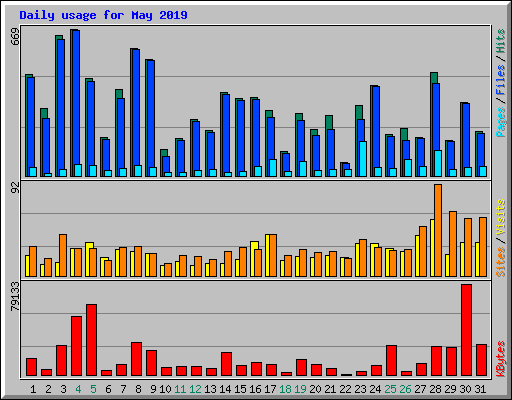 Daily usage for May 2019
669
Pages / Files / Hits
92
Sites / Visits
79133
KBytes
1 2 3 4 5 6 7 8 9 10 11 12 13 14 15 16 17 18 19 20 21 22 23 24 25 26 27 28 29 30 31